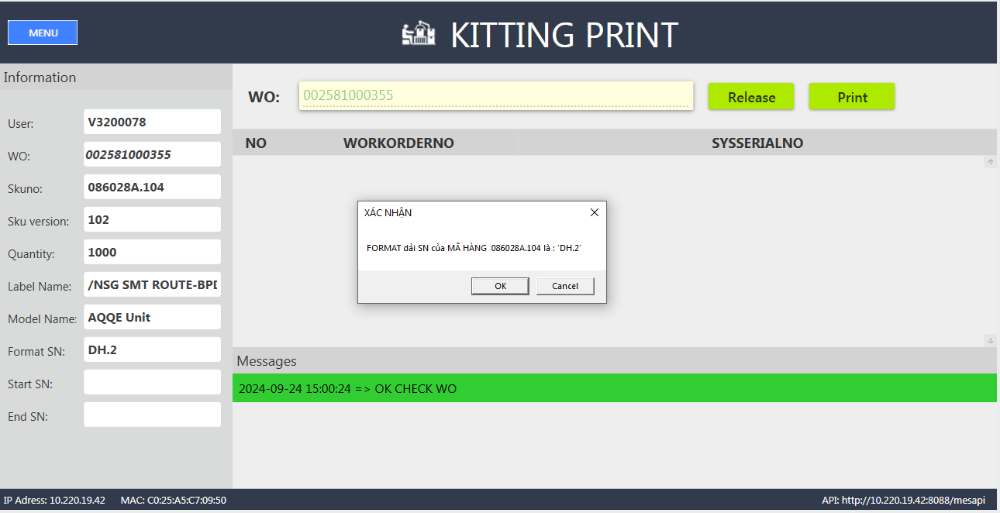 MENU
KITTING PRINT
Information
User: V3200078
WO: 002581000355
Skuno: 086028A.104
Sku version: 102
Quantity: 1000
Label Name: /NSG SMT ROUTE-BPD
Model Name: AQQE Unit
Format SN: DH.2
Start SN:
End SN:
WO: 002581000355 Release Print
NO WORKORDERNO SYSSERIALNO
XÁC NHẬN
FORMAT dải SN của MÃ HÀNG 086028A.104 là : 'DH.2'
OK Cancel
Messages
2024-09-24 15:00:24 => OK CHECK WO
IP Adress: 10.220.19.42 MAC: C0:25:A5:C7:09:50 API: http://10.220.19.42:8088/mesapi